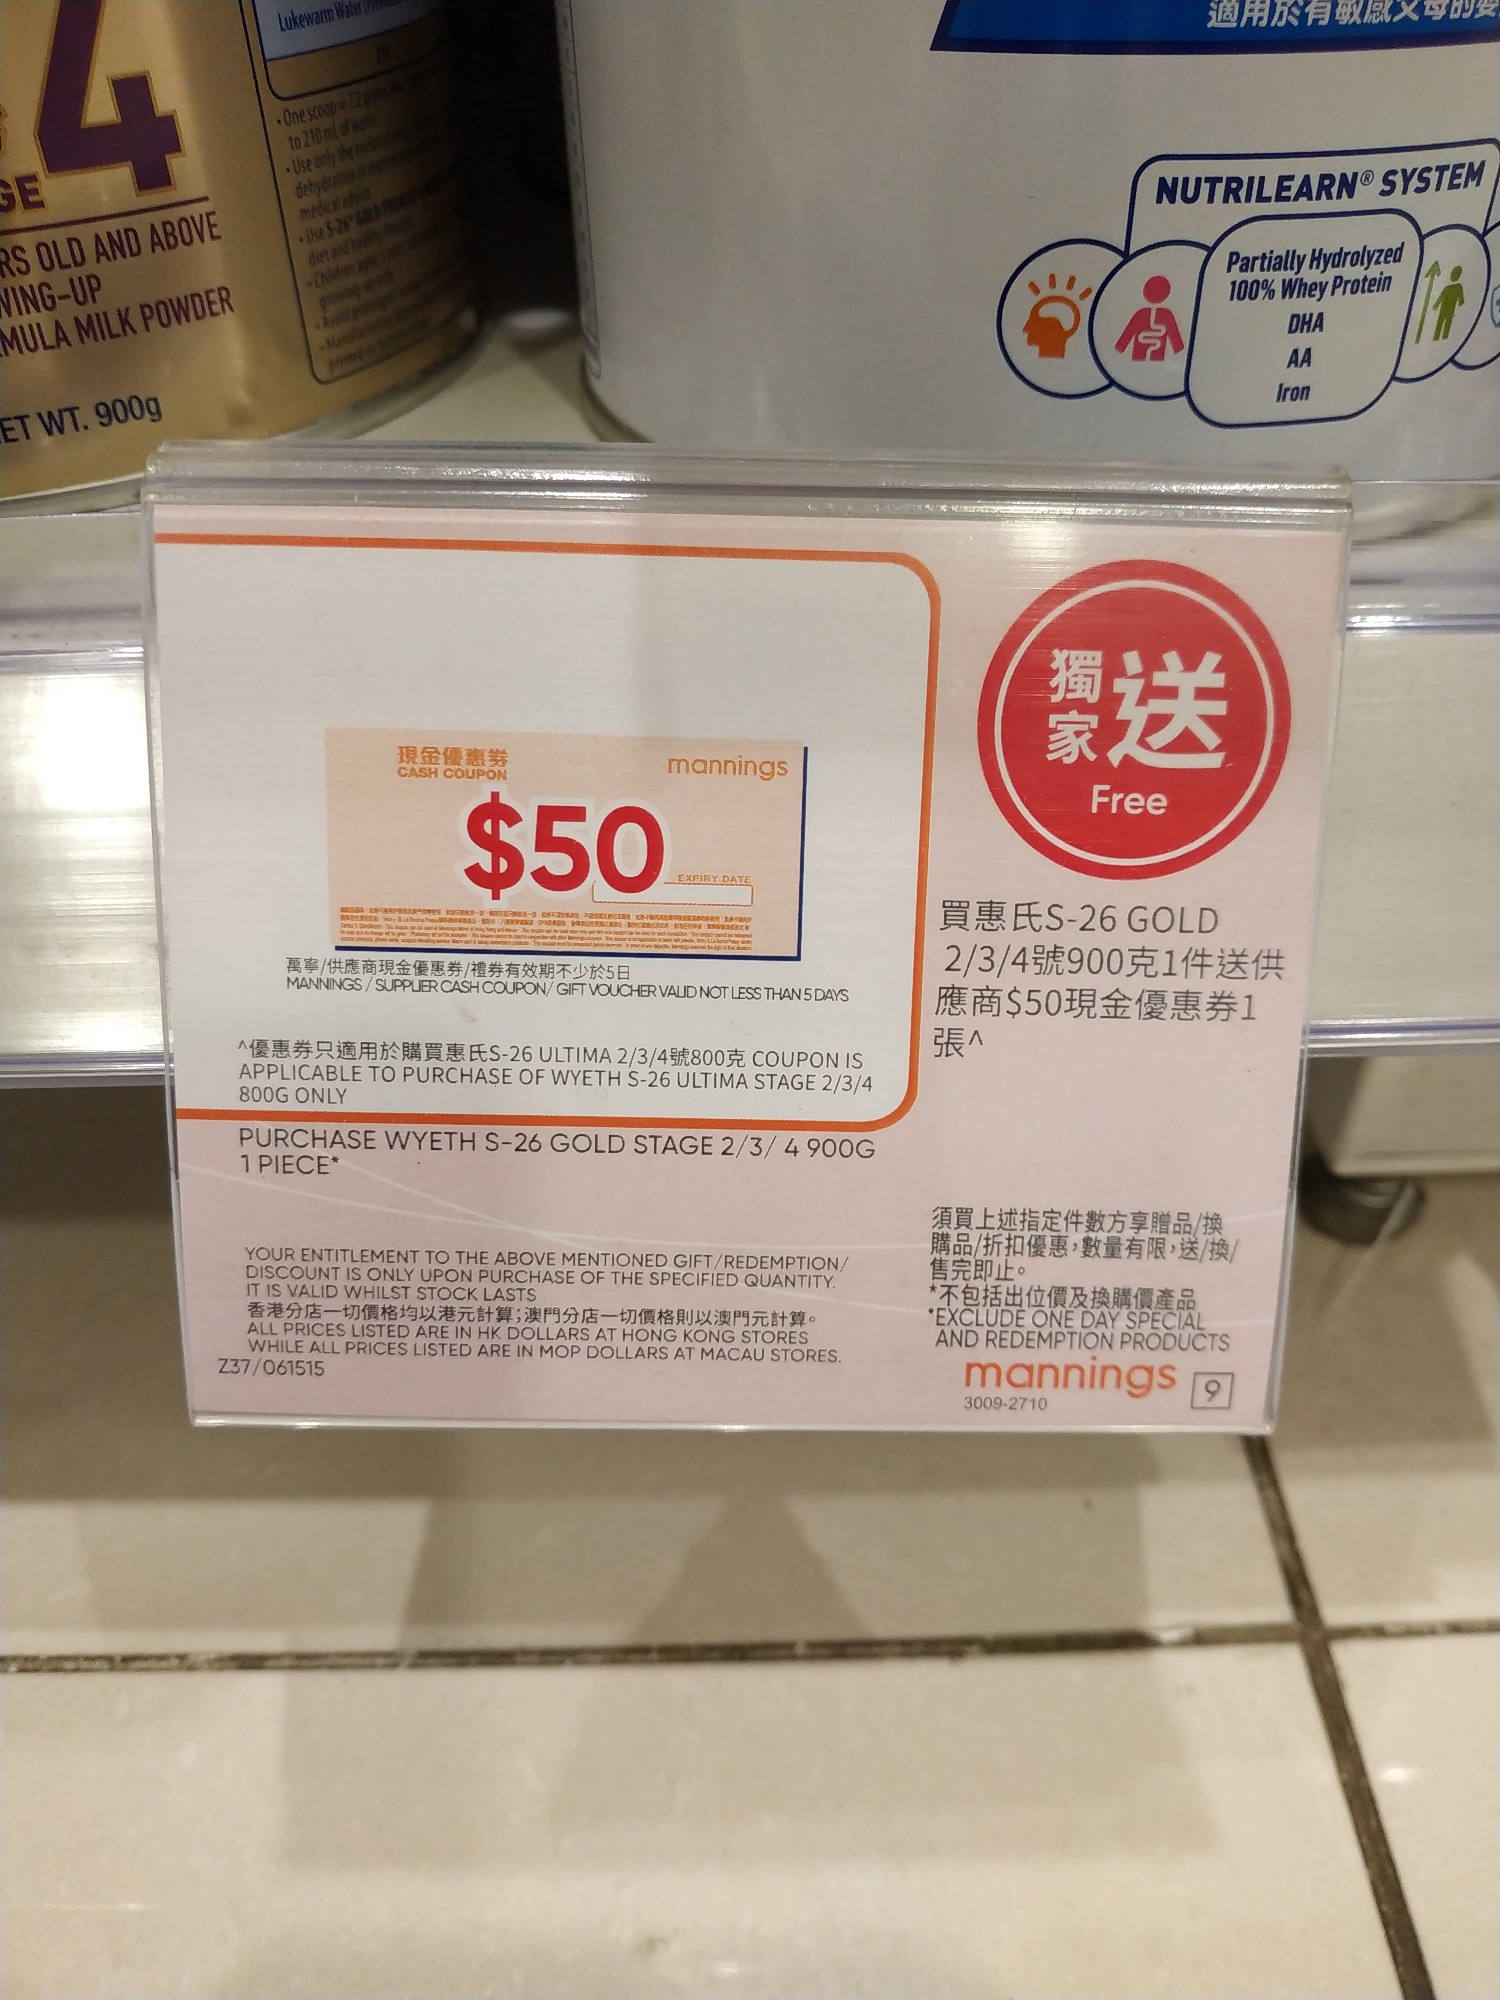 4
GE
RS OLD AND ABOVE
WING-UP
MULA MILK POWDER
ET WT. 900g
Lukewarm Water
One scoop = 7.2
to 210 mL of water.
• Use only the
dehydration
medical advice.
• Use S-26® GOLD
diet and
• Children aged
growing-up milk
適用於有敏感父母的嬰
NUTRILEARN® SYSTEM
Partially Hydrolyzed
100% Whey Protein
DHA
AA
Iron
現金優惠券
CASH COUPON
mannings
$50
EXPIRY DATE
萬寧/供應商現金優惠券/禮券有效期不少於5日
MANNINGS / SUPPLIER CASH COUPON/ GIFT VOUCHER VALID NOT LESS THAN 5 DAYS
^優惠券只適用於購買惠氏S-26 ULTIMA 2/3/4號800克 COUPON IS
APPLICABLE TO PURCHASE OF WYETH S-26 ULTIMA STAGE 2/3/4
800G ONLY
PURCHASE WYETH S-26 GOLD STAGE 2/3/ 4 900G
1 PIECE*
YOUR ENTITLEMENT TO THE ABOVE MENTIONED GIFT/REDEMPTION/
DISCOUNT IS ONLY UPON PURCHASE OF THE SPECIFIED QUANTITY.
IT IS VALID WHILST STOCK LASTS
香港分店一切價格均以港元計算;澳門分店一切價格則以澳門元計算。
ALL PRICES LISTED ARE IN HK DOLLARS AT HONG KONG STORES
WHILE ALL PRICES LISTED ARE IN MOP DOLLARS AT MACAU STORES.
Z37/061515
獨家送
Free
買惠氏S-26 GOLD
2/3/4號900克1件送供
應商$50現金優惠券1
張^
須買上述指定件數方享贈品/換
購品/折扣優惠,數量有限,送/換/
售完即止。
*不包括出位價及換購價產品
*EXCLUDE ONE DAY SPECIAL
AND REDEMPTION PRODUCTS
mannings 9
3009-2710